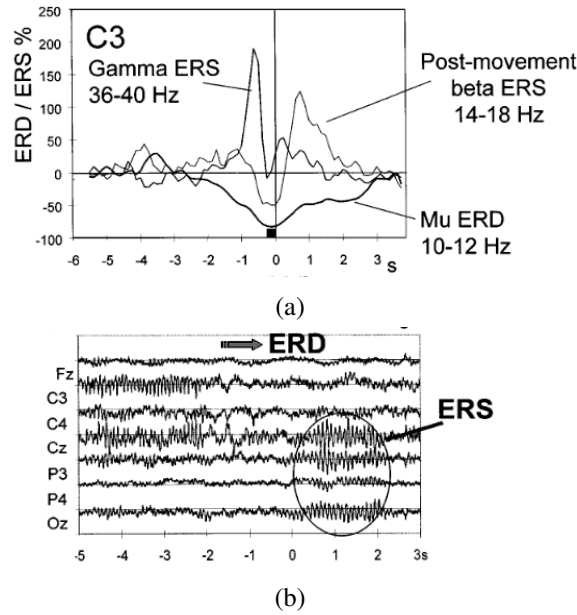 C3
Gamma ERS
36-40 Hz
Post-movement
beta ERS
14-18 Hz
Mu ERD
10-12 Hz
ERD / ERS %
250
200
150
100
50
0
-50
-100
-6 -5 -4 -3 -2 -1 0 1 2 3 s
(a)
ERD
ERS
Fz
C3
C4
Cz
P3
P4
Oz
-5 -4 -3 -2 -1 0 1 2 3s
(b)